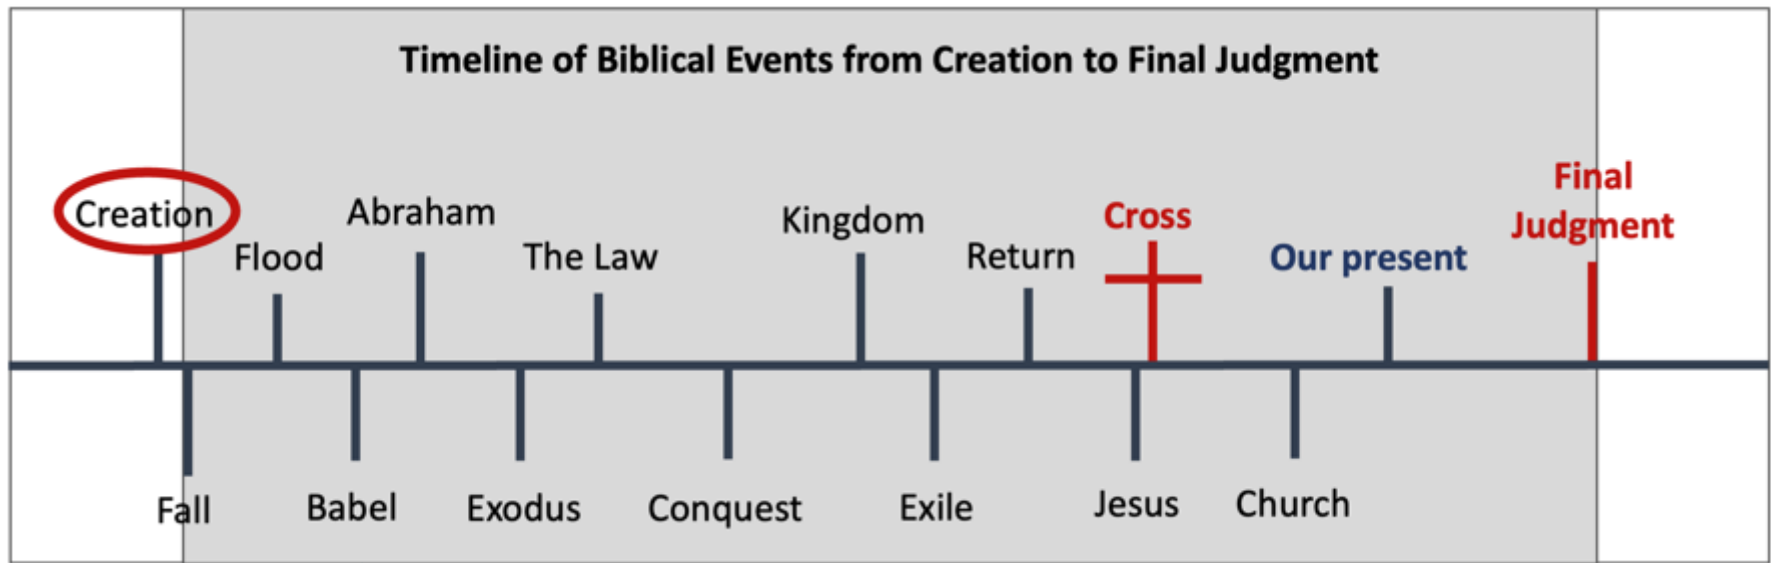 Timeline of Biblical Events from Creation to Final Judgment
Creation
Flood
Abraham
The Law
Kingdom
Return
Cross
Our present
Final
Judgment
Fall
Babel
Exodus
Conquest
Exile
Jesus
Church